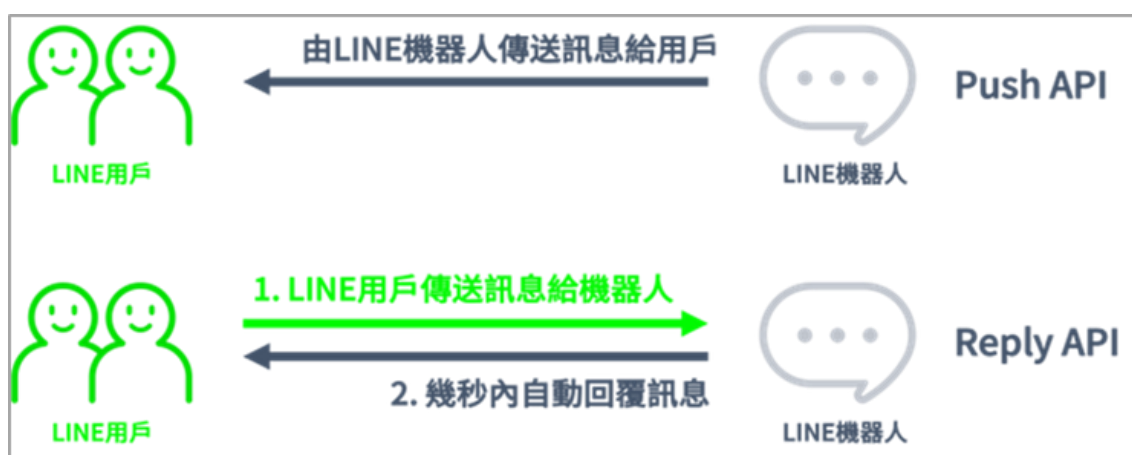 由LINE機器人傳送訊息給用戶
Push API
LINE用戶
LINE機器人
1. LINE用戶傳送訊息給機器人
Reply API
2. 幾秒內自動回覆訊息
LINE用戶
LINE機器人